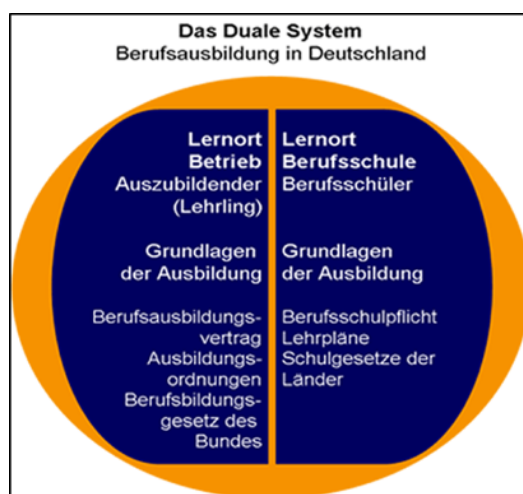 Das Duale System
Berufsausbildung in Deutschland
Lernort
Betrieb
Auszubildender
(Lehrling)
Grundlagen
der Ausbildung
Berufsausbildungs-
vertrag
Ausbildungs-
ordnungen
Berufsbildungs-
gesetz des
Bundes
Lernort
Berufsschule
Berufsschüler
Grundlagen
der Ausbildung
Berufsschulpflicht
Lehrpläne
Schulgesetze der
Länder